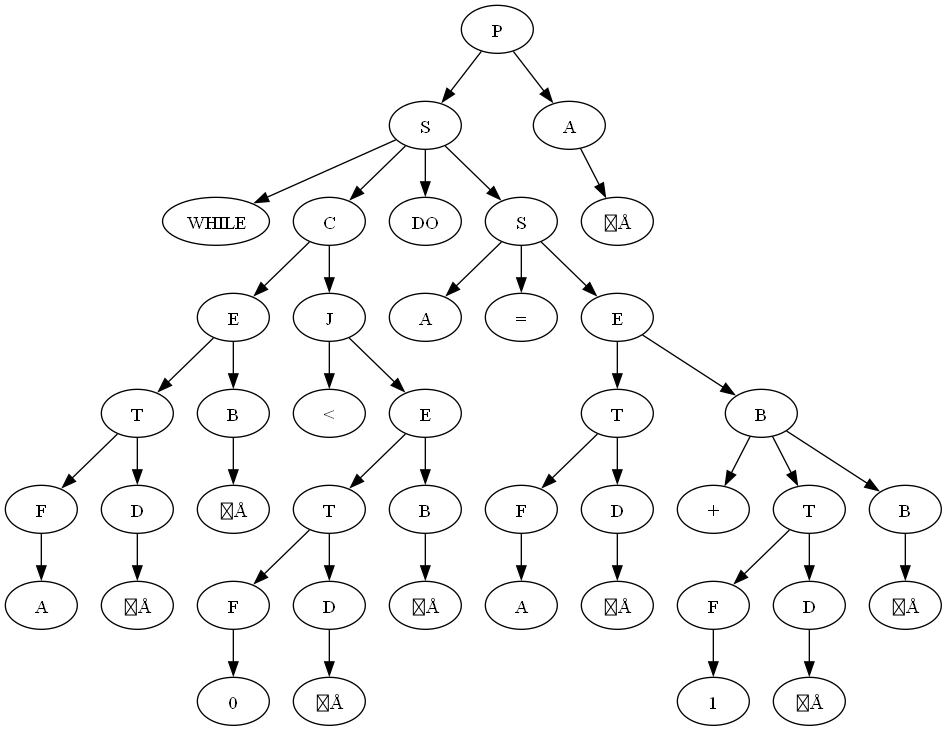 P
S A
WHILE C DO S Å
E J A = E
T B < E T B
F D Å T B F D + T B
A Å F D Å A Å F D Å
0 Å 1 Å